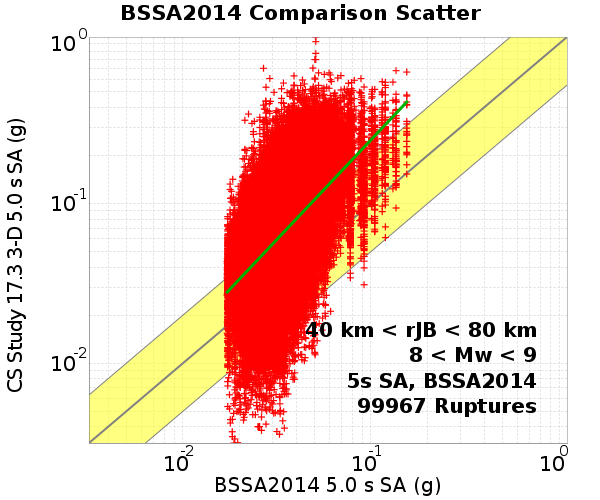 BSSA2014 Comparison Scatter
CS Study 17.3 3-D 5.0 s SA (g)
10⁰
10⁻¹
10⁻²
40 km < rJB < 80 km
8 < Mw < 9
5s SA, BSSA2014
99967 Ruptures
10⁻² 10⁻¹ 10⁰
BSSA2014 5.0 s SA (g)